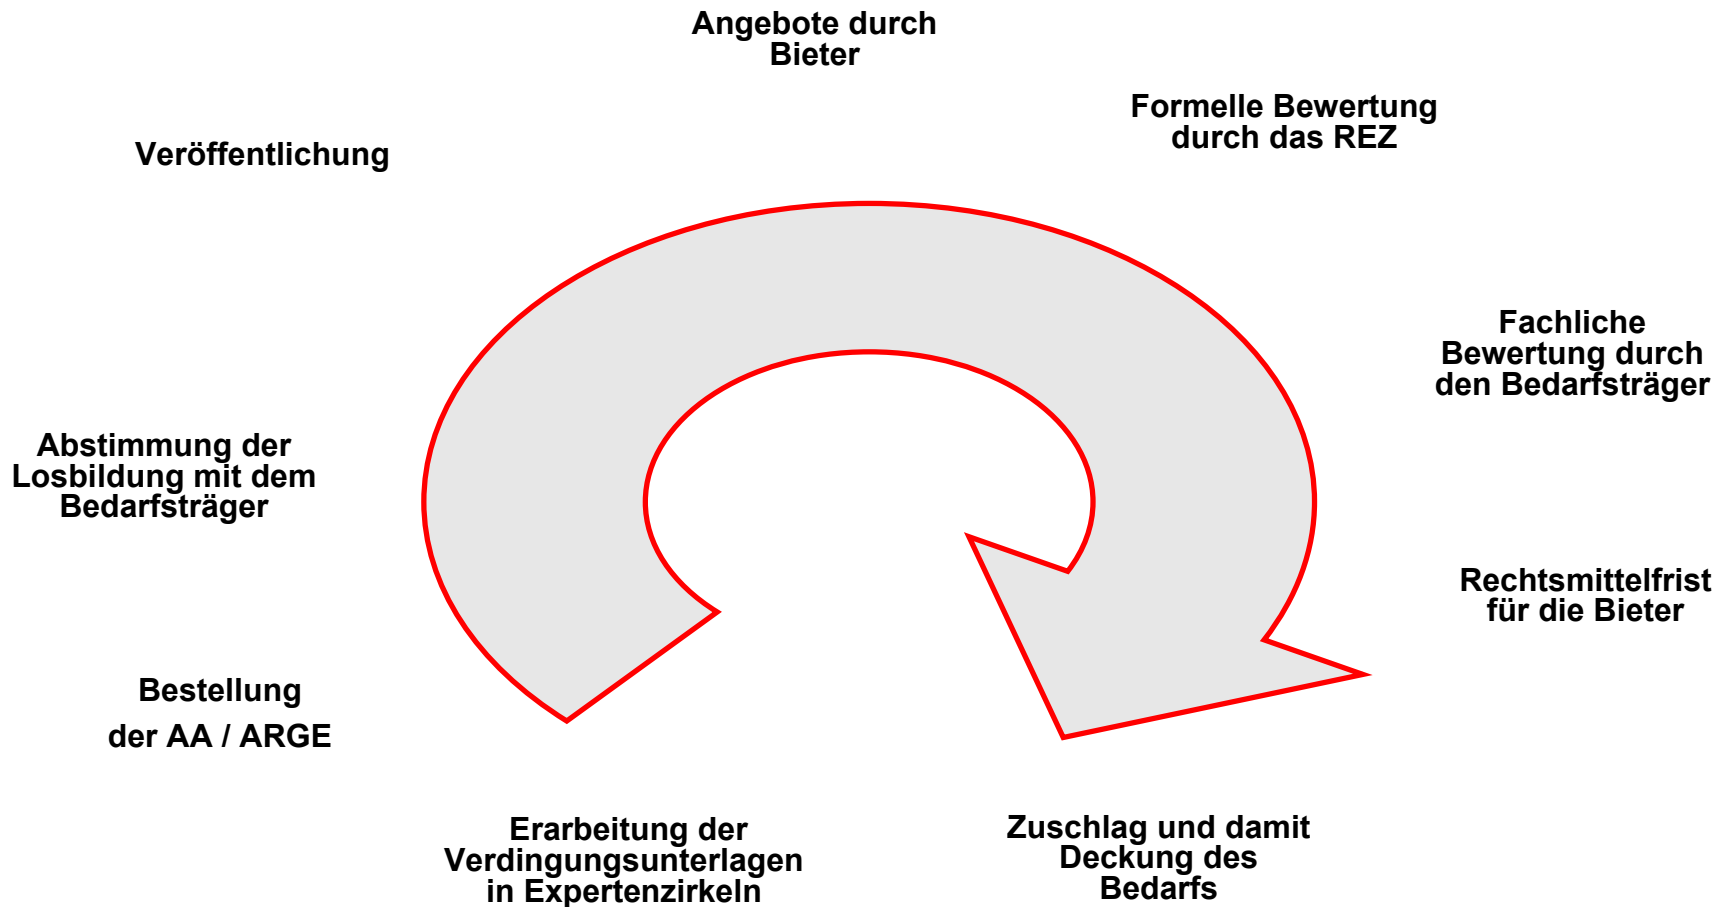 Angebote durch
Bieter
Formelle Bewertung
durch das REZ
Veröffentlichung
Fachliche
Bewertung durch
den Bedarfsträger
Abstimmung der
Losbildung mit dem
Bedarfsträger
Rechtsmittelfrist
für die Bieter
Bestellung
der AA / ARGE
Erarbeitung der
Verdingungsunterlagen
in Expertenzirkeln
Zuschlag und damit
Deckung des
Bedarfs